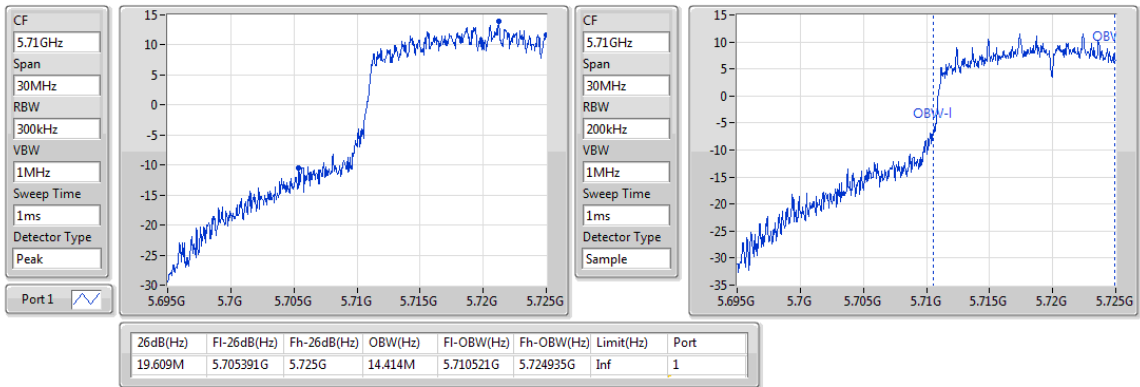 CF
5.71GHz
Span
30MHz
RBW
300kHz
VBW
1MHz
Sweep Time
1ms
Detector Type
Peak
Port 1
15
10
5
0
-5
-10
-15
-20
-25
-30
5.695G 5.7G 5.705G 5.71G 5.715G 5.72G 5.725G
CF
5.71GHz
Span
30MHz
RBW
200kHz
VBW
1MHz
Sweep Time
1ms
Detector Type
Sample
15
10
5
0
-5
-10
-15
-20
-25
-30
-35
OBW-l
5.695G 5.7G 5.705G 5.71G 5.715G 5.72G 5.725G
26dB(Hz) Fl-26dB(Hz) Fh-26dB(Hz) OBW(Hz) Fl-OBW(Hz) Fh-OBW(Hz) Limit(Hz) Port
19.609M 5.705391G 5.725G 14.414M 5.710521G 5.724935G Inf 1